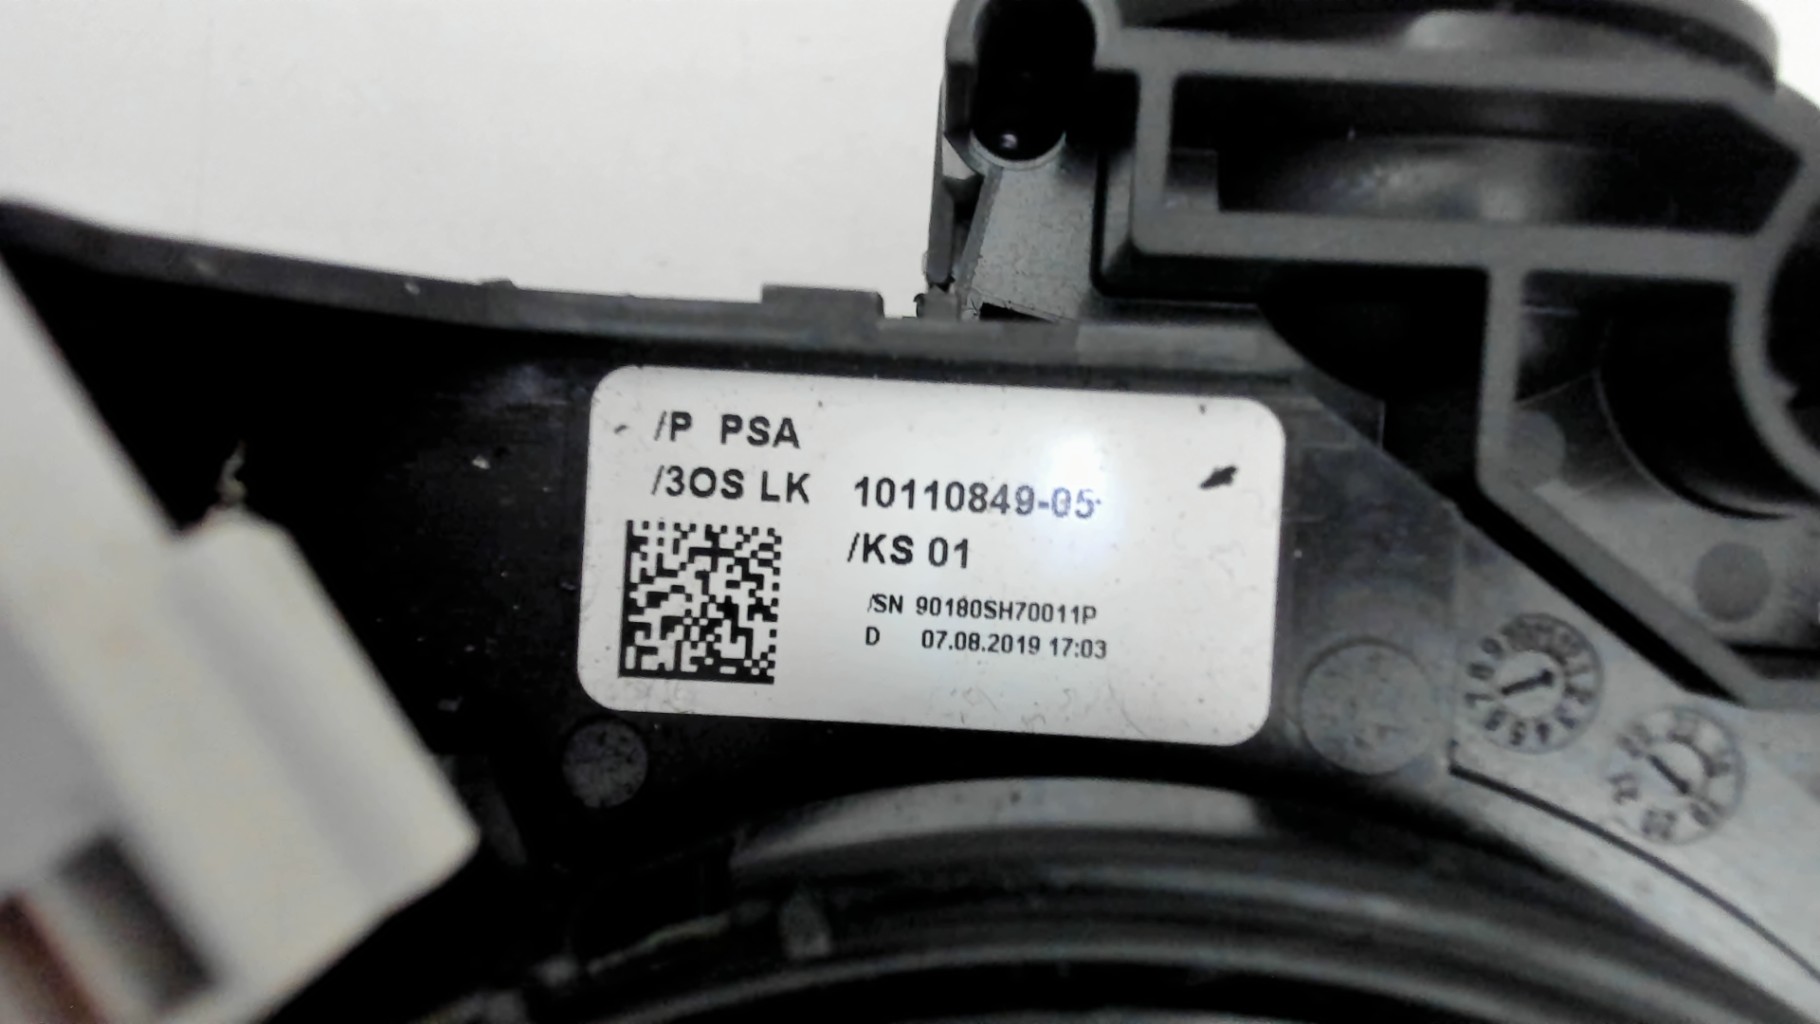 /P PSA
/3OS LK 10110849-05
/KS 01
/SN 90180SH70011P
D 07.08.2019 17:03